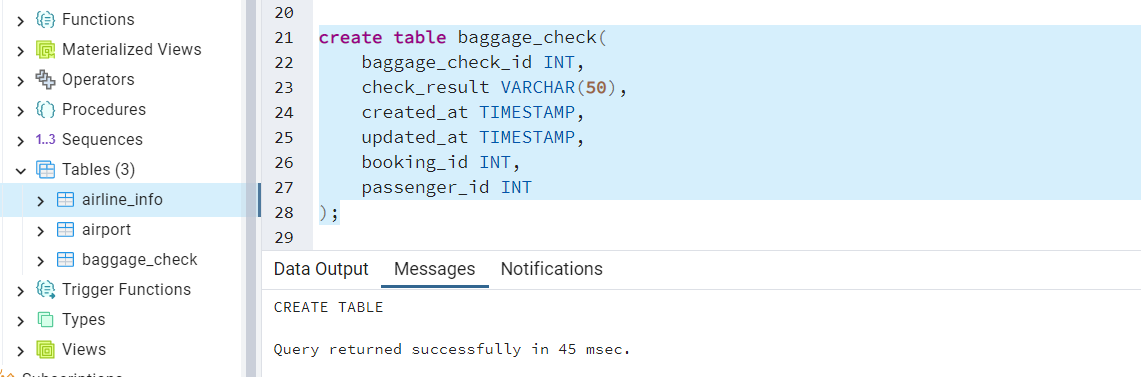 Functions
Materialized Views
Operators
Procedures
1..3 Sequences
Tables (3)
airline_info
airport
baggage_check
Trigger Functions
Types
Views
Subscriptions
20
21 create table baggage_check(
22 baggage_check_id INT,
23 check_result VARCHAR(50),
24 created_at TIMESTAMP,
25 updated_at TIMESTAMP,
26 booking_id INT,
27 passenger_id INT
28 );
29
Data Output Messages Notifications
CREATE TABLE
Query returned successfully in 45 msec.